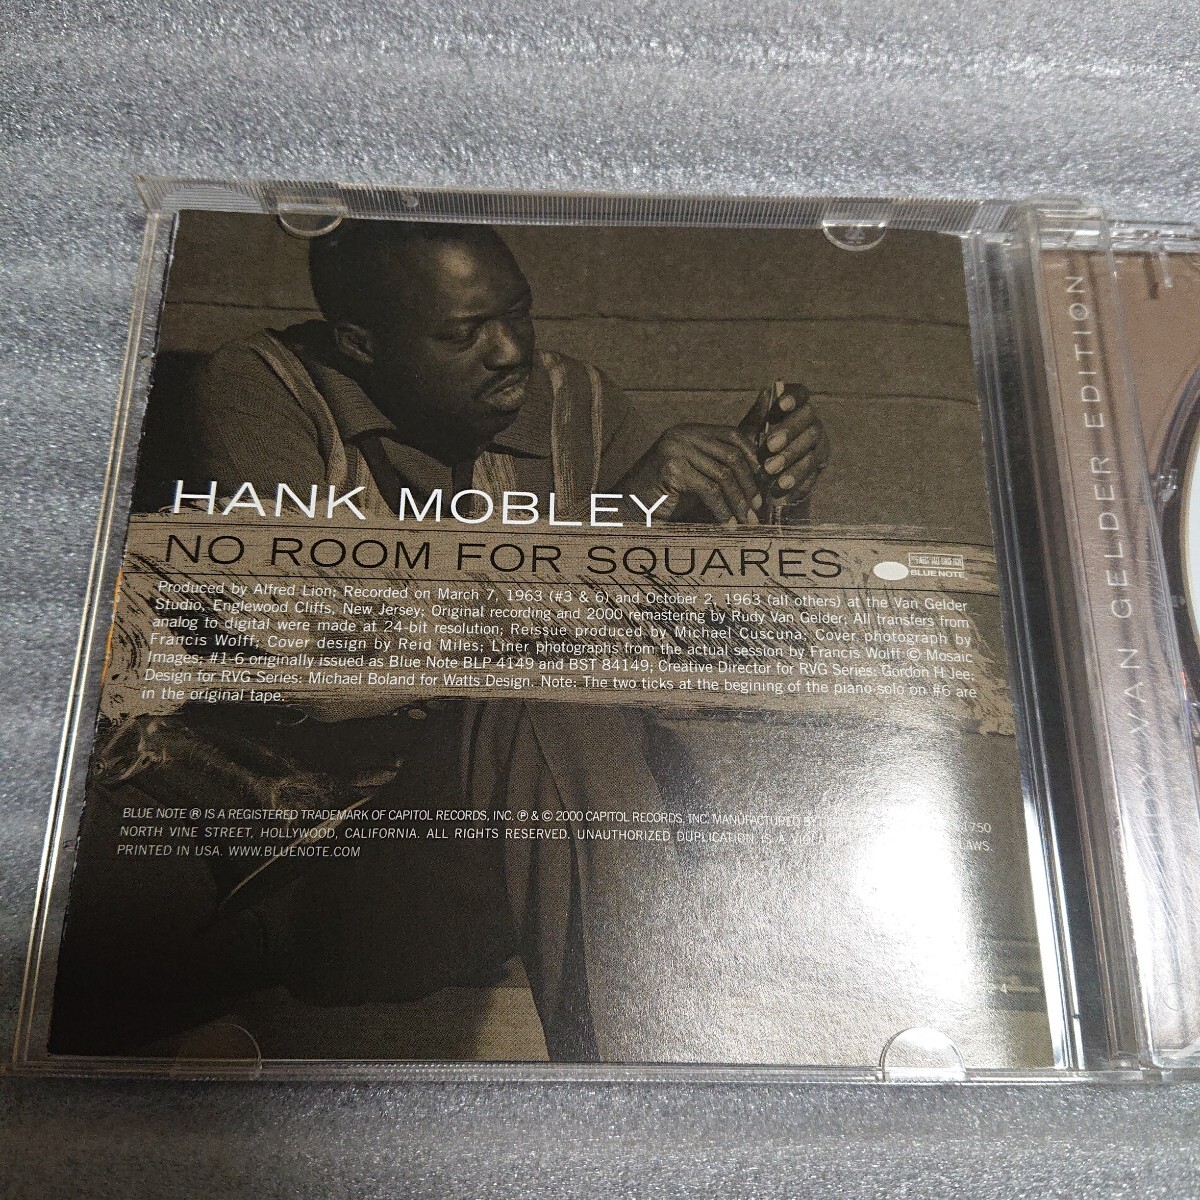 HANK MOBLEY
NO ROOM FOR SQUARES
BLUE NOTE
Produced by Alfred Lion; Recorded on March 7, 1963 (#3 & 6) and October 2, 1963 (all others) at the Van Gelder
Studio, Englewood Cliffs, New Jersey; Original recording and 2000 remastering by Rudy Van Gelder; All transfers from
analog to digital were made at 24-bit resolution; Reissue produced by Michael Cuscuna; Cover photograph by
Francis Wolff; Cover design by Reid Miles; Liner photographs from the actual session by Francis Wolff © Mosaic
Images; #1-6 originally issued as Blue Note BLP 4149 and BST 84149; Creative Director for RVG Series: Gordon H Jee;
Design for RVG Series: Michael Boland for Watts Design. Note: The two ticks at the begining of the piano solo on #6 are
in the original tape.
BLUE NOTE ® IS A REGISTERED TRADEMARK OF CAPITOL RECORDS, INC. ℗ & © 2000 CAPITOL RECORDS, INC. MANUFACTURED BY 1750
NORTH VINE STREET, HOLLYWOOD, CALIFORNIA. ALL RIGHTS RESERVED. UNAUTHORIZED DUPLICATION IS A LAWS.
PRINTED IN USA. WWW.BLUENOTE.COM
VAN GELDER EDITION